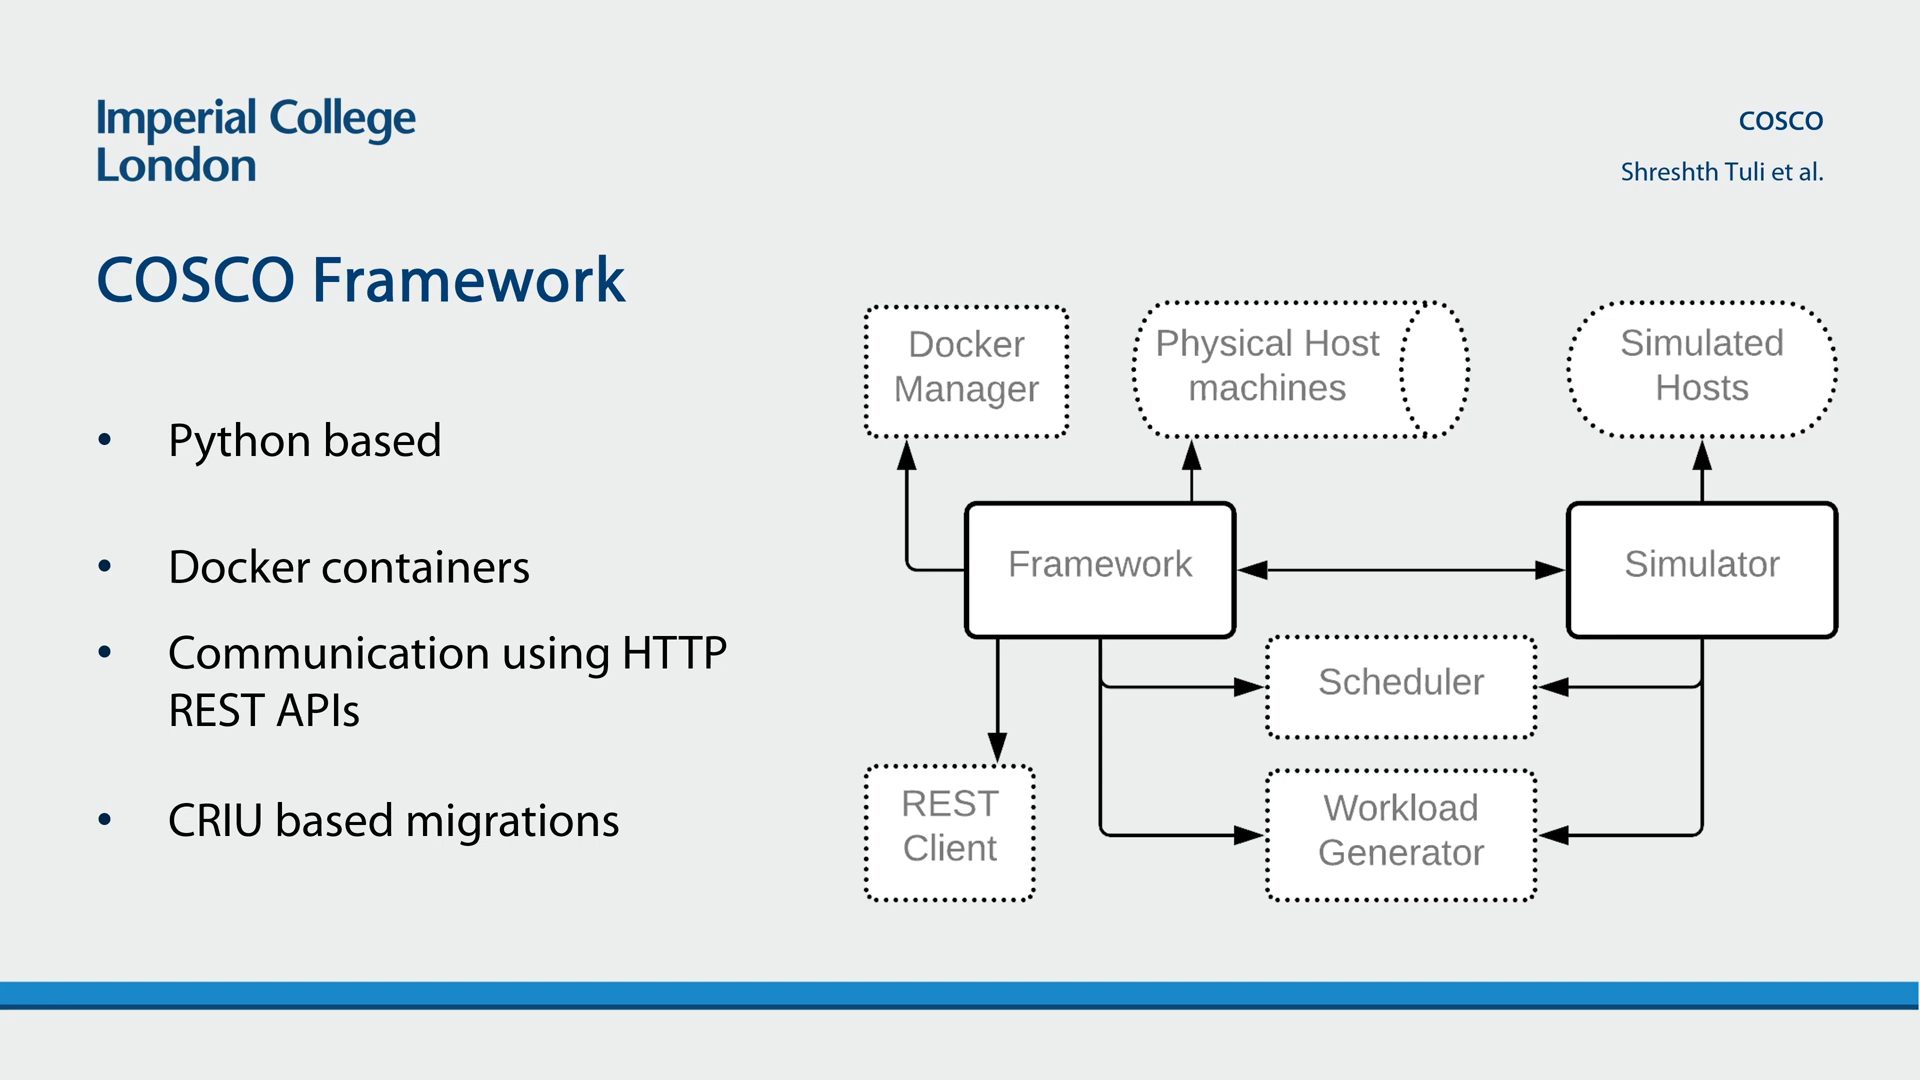 Imperial College
London
COSCO
Shreshth Tuli et al.
COSCO Framework
• Python based
• Docker containers
• Communication using HTTP
REST APIs
• CRIU based migrations
Docker
Manager
Physical Host
machines
Simulated
Hosts
Framework
Simulator
Scheduler
REST
Client
Workload
Generator